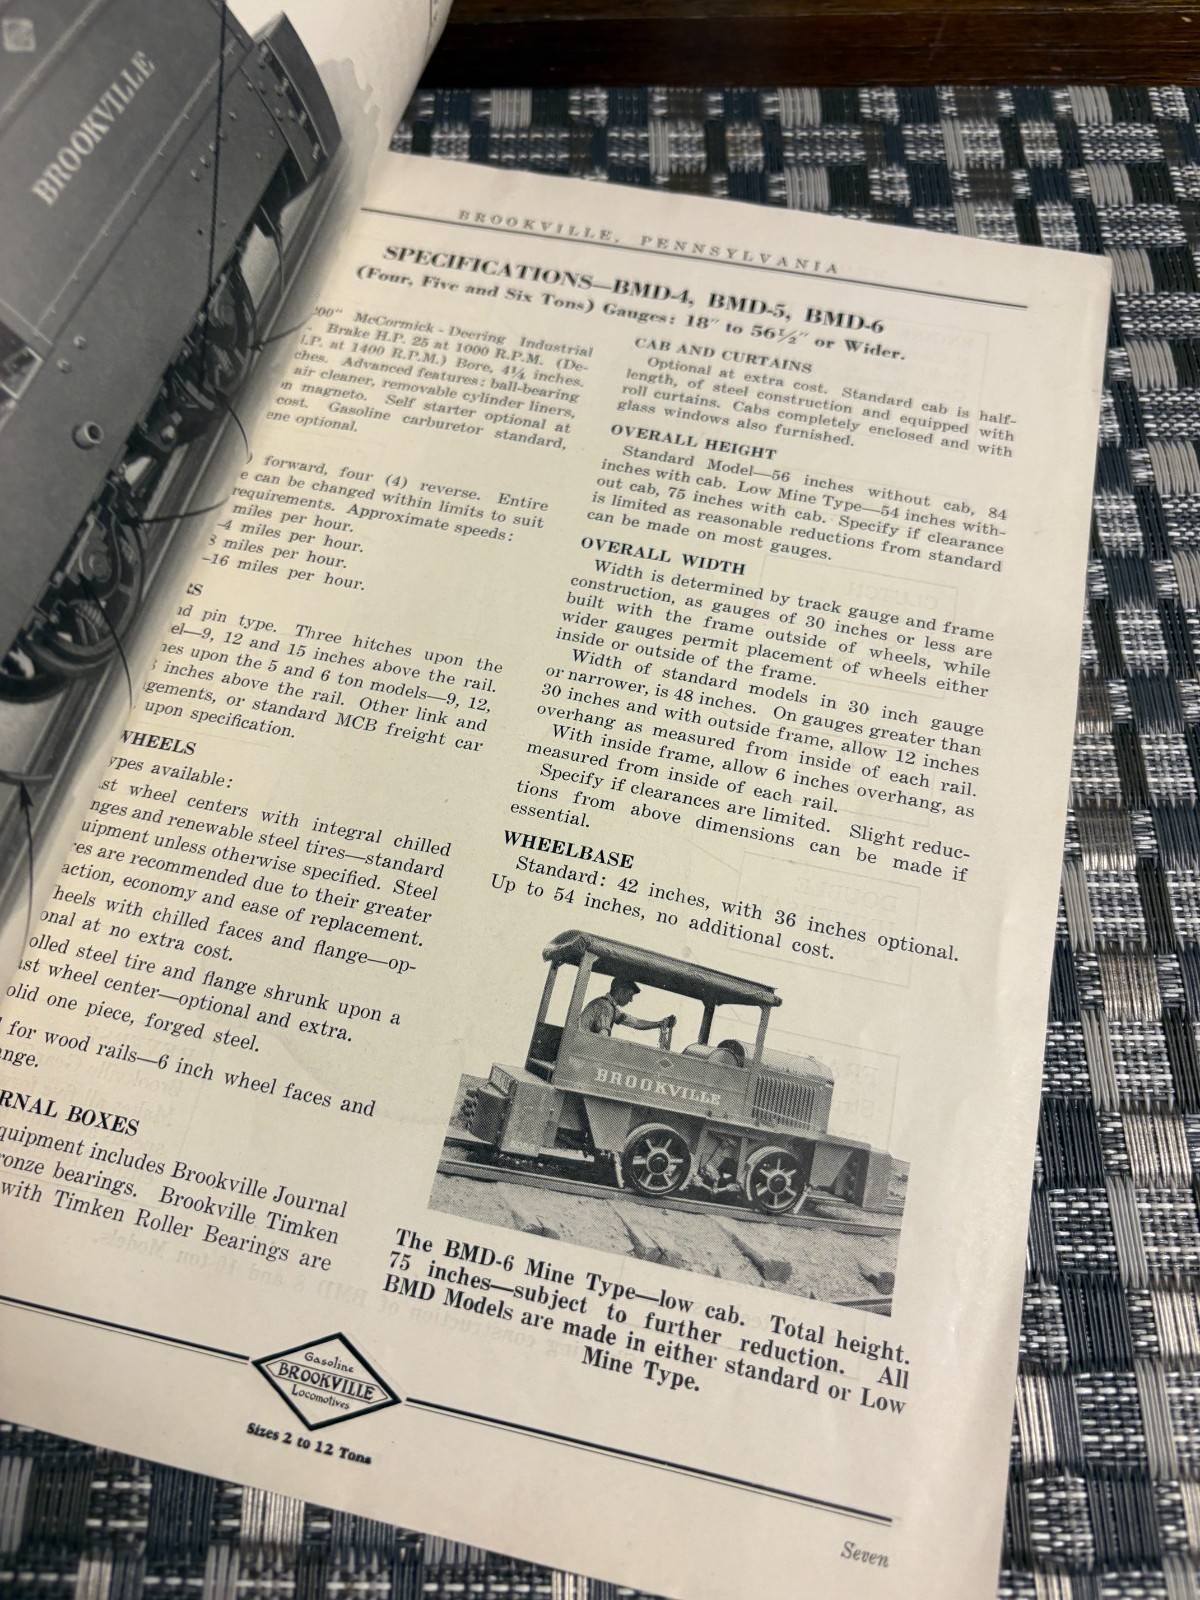 BROOKVILLE
BROOKVILLE, PENNSYLVANIA
SPECIFICATIONS—BMD-4, BMD-5, BMD-6
(Four, Five and Six Tons) Gauges: 18" to 56½" or Wider.
00" McCormick-Deering Industrial
Brake H.P. 25 at 1000 R.P.M. (De-
.P. at 1400 R.P.M.) Bore, 4¼ inches.
ches. Advanced features: ball-bearing
air cleaner, removable cylinder liners,
n magneto. Self starter optional at
cost. Gasoline carburetor standard,
ene optional.
) forward, four (4) reverse. Entire
e can be changed within limits to suit
requirements. Approximate speeds:
miles per hour.
–4 miles per hour.
8 miles per hour.
–16 miles per hour.
RS
nd pin type. Three hitches upon the
el—9, 12 and 15 inches above the rail.
nes upon the 5 and 6 ton models—9, 12,
inches above the rail. Other link and
gements, or standard MCB freight car
upon specification.
WHEELS
ypes available:
st wheel centers with integral chilled
nges and renewable steel tires—standard
uipment unless otherwise specified. Steel
res are recommended due to their greater
action, economy and ease of replacement.
heels with chilled faces and flange—op-
onal at no extra cost.
olled steel tire and flange shrunk upon a
ast wheel center—optional and extra.
olid one piece, forged steel.
for wood rails—6 inch wheel faces and
ange.
RNAL BOXES
quipment includes Brookville Journal
ronze bearings. Brookville Timken
with Timken Roller Bearings are
CAB AND CURTAINS
Optional at extra cost. Standard cab is half-
length, of steel construction and equipped with
roll curtains. Cabs completely enclosed and with
glass windows also furnished.
OVERALL HEIGHT
Standard Model—56 inches without cab, 84
inches with cab. Low Mine Type—54 inches with-
out cab, 75 inches with cab. Specify if clearance
is limited as reasonable reductions from standard
can be made on most gauges.
OVERALL WIDTH
Width is determined by track gauge and frame
construction, as gauges of 30 inches or less are
built with the frame outside of wheels, while
wider gauges permit placement of wheels either
inside or outside of the frame.
Width of standard models in 30 inch gauge
or narrower, is 48 inches. On gauges greater than
30 inches and with outside frame, allow 12 inches
overhang as measured from inside of each rail.
With inside frame, allow 6 inches overhang, as
measured from inside of each rail.
Specify if clearances are limited. Slight reduc-
tions from above dimensions can be made if
essential.
WHEELBASE
Standard: 42 inches, with 36 inches optional.
Up to 54 inches, no additional cost.
BROOKVILLE
The BMD-6 Mine Type—low cab. Total height.
75 inches—subject to further reduction. All
BMD Models are made in either standard or Low
Mine Type.
Gasoline
BROOKVILLE
Locomotives
Sizes 2 to 12 Tons
Seven